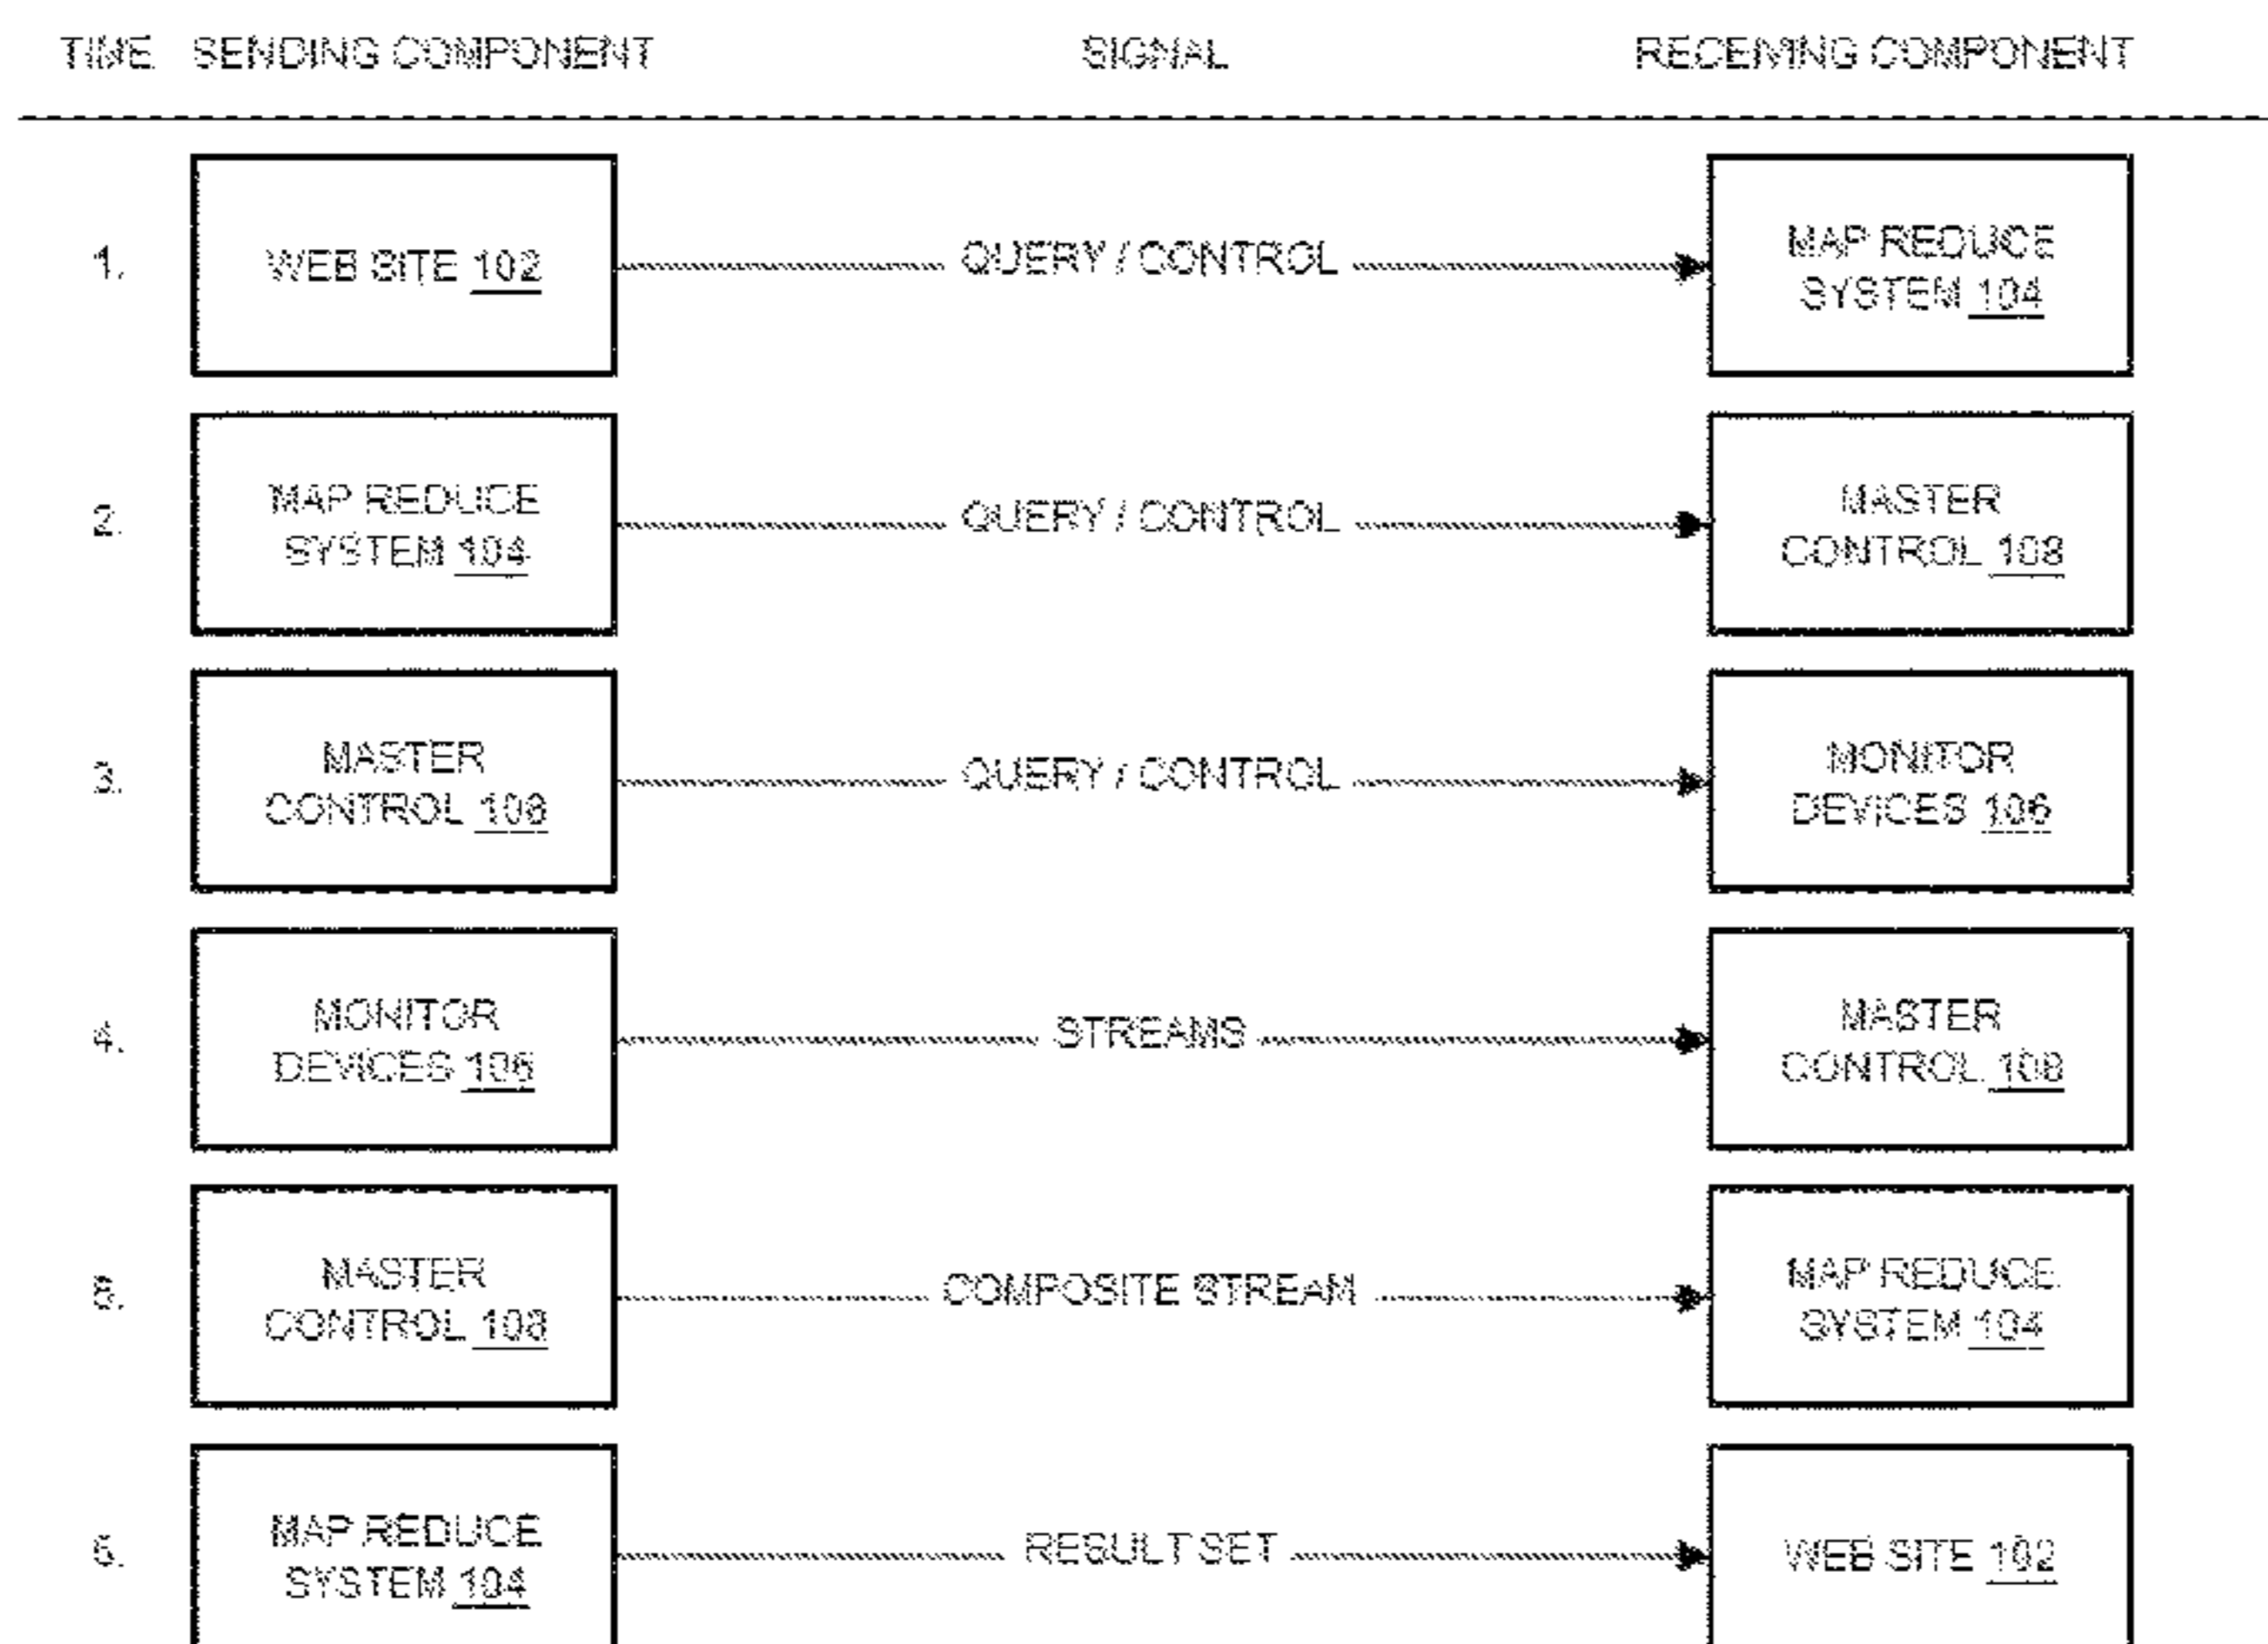 TIME SENDING COMPONENT SIGNAL RECEIVING COMPONENT
1. WEB SITE 102 QUERY / CONTROL MAP REDUCE
SYSTEM 104
2. MAP REDUCE QUERY / CONTROL MASTER
SYSTEM 104 CONTROL 108
3. MASTER QUERY / CONTROL MONITOR
CONTROL 108 DEVICES 106
4. MONITOR STREAMS MASTER
DEVICES 106 CONTROL 108
5. MASTER COMPOSITE STREAM MAP REDUCE
CONTROL 108 SYSTEM 104
6. MAP REDUCE RESULT SET WEB SITE 102
SYSTEM 104